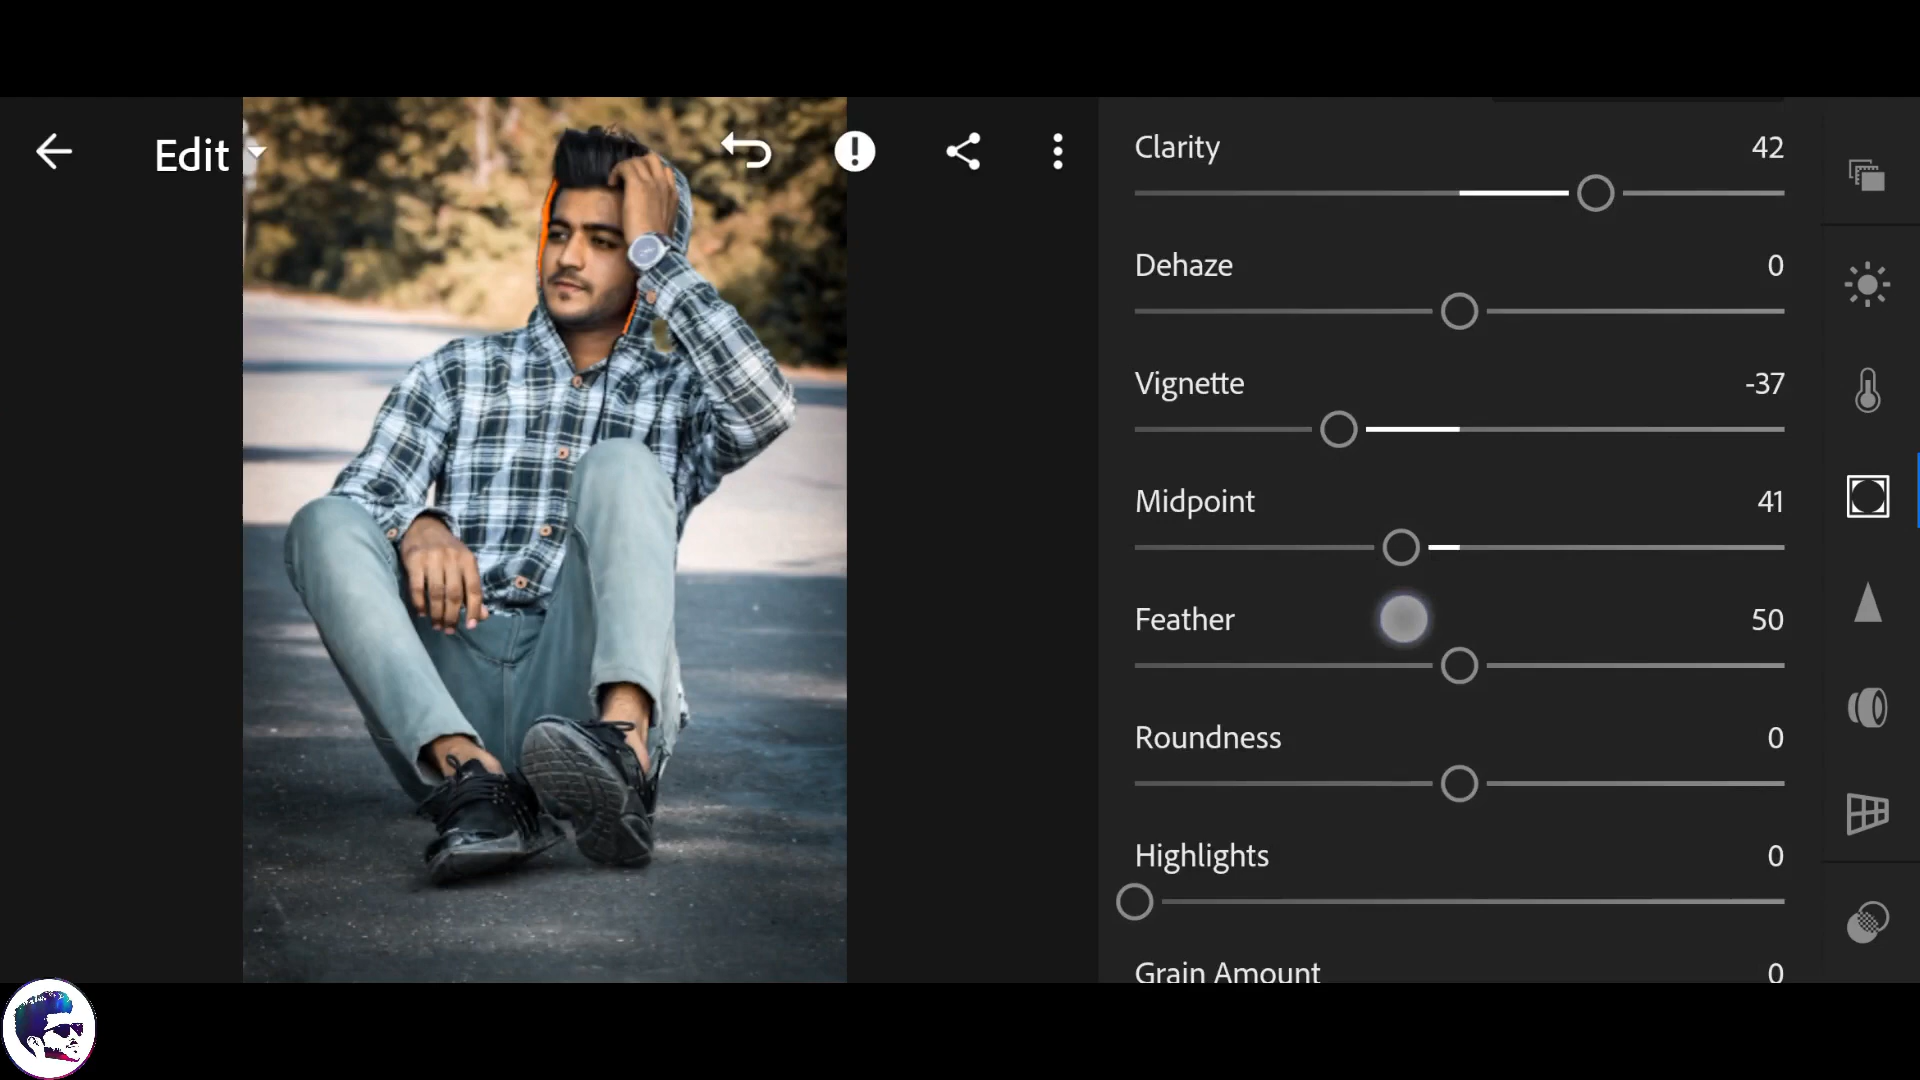 Edit
Clarity 42
Dehaze 0
Vignette -37
Midpoint 41
Feather 50
Roundness 0
Highlights 0
Grain Amount 0